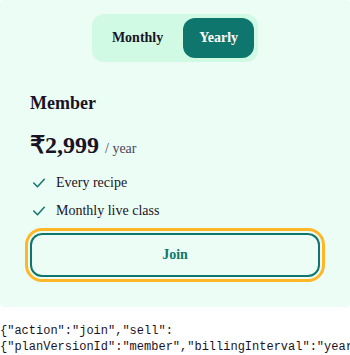 Monthly Yearly
Member
₹2,999 / year
Every recipe
Monthly live class
Join
{"action":"join","sell":
{"planVersionId":"member","billingInterval":"year